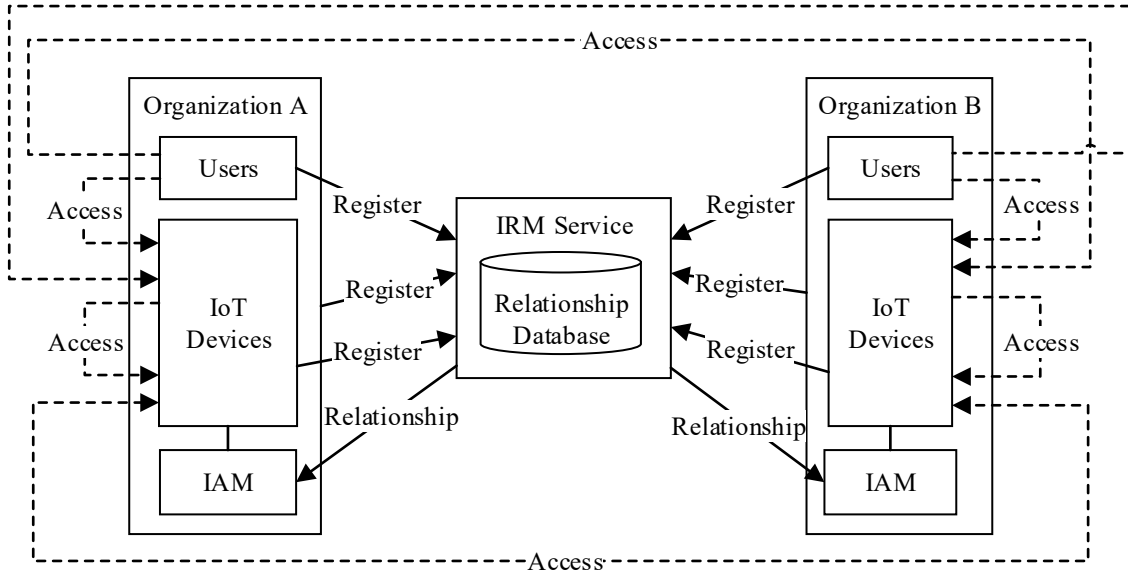 Access
Organization A
Organization B
Users
Users
Access
Register
Register
Access
IRM Service
IoT
Devices
Register
Relationship
Database
Register
IoT
Devices
Access
Register
Register
Access
Relationship
Relationship
IAM
IAM
Access